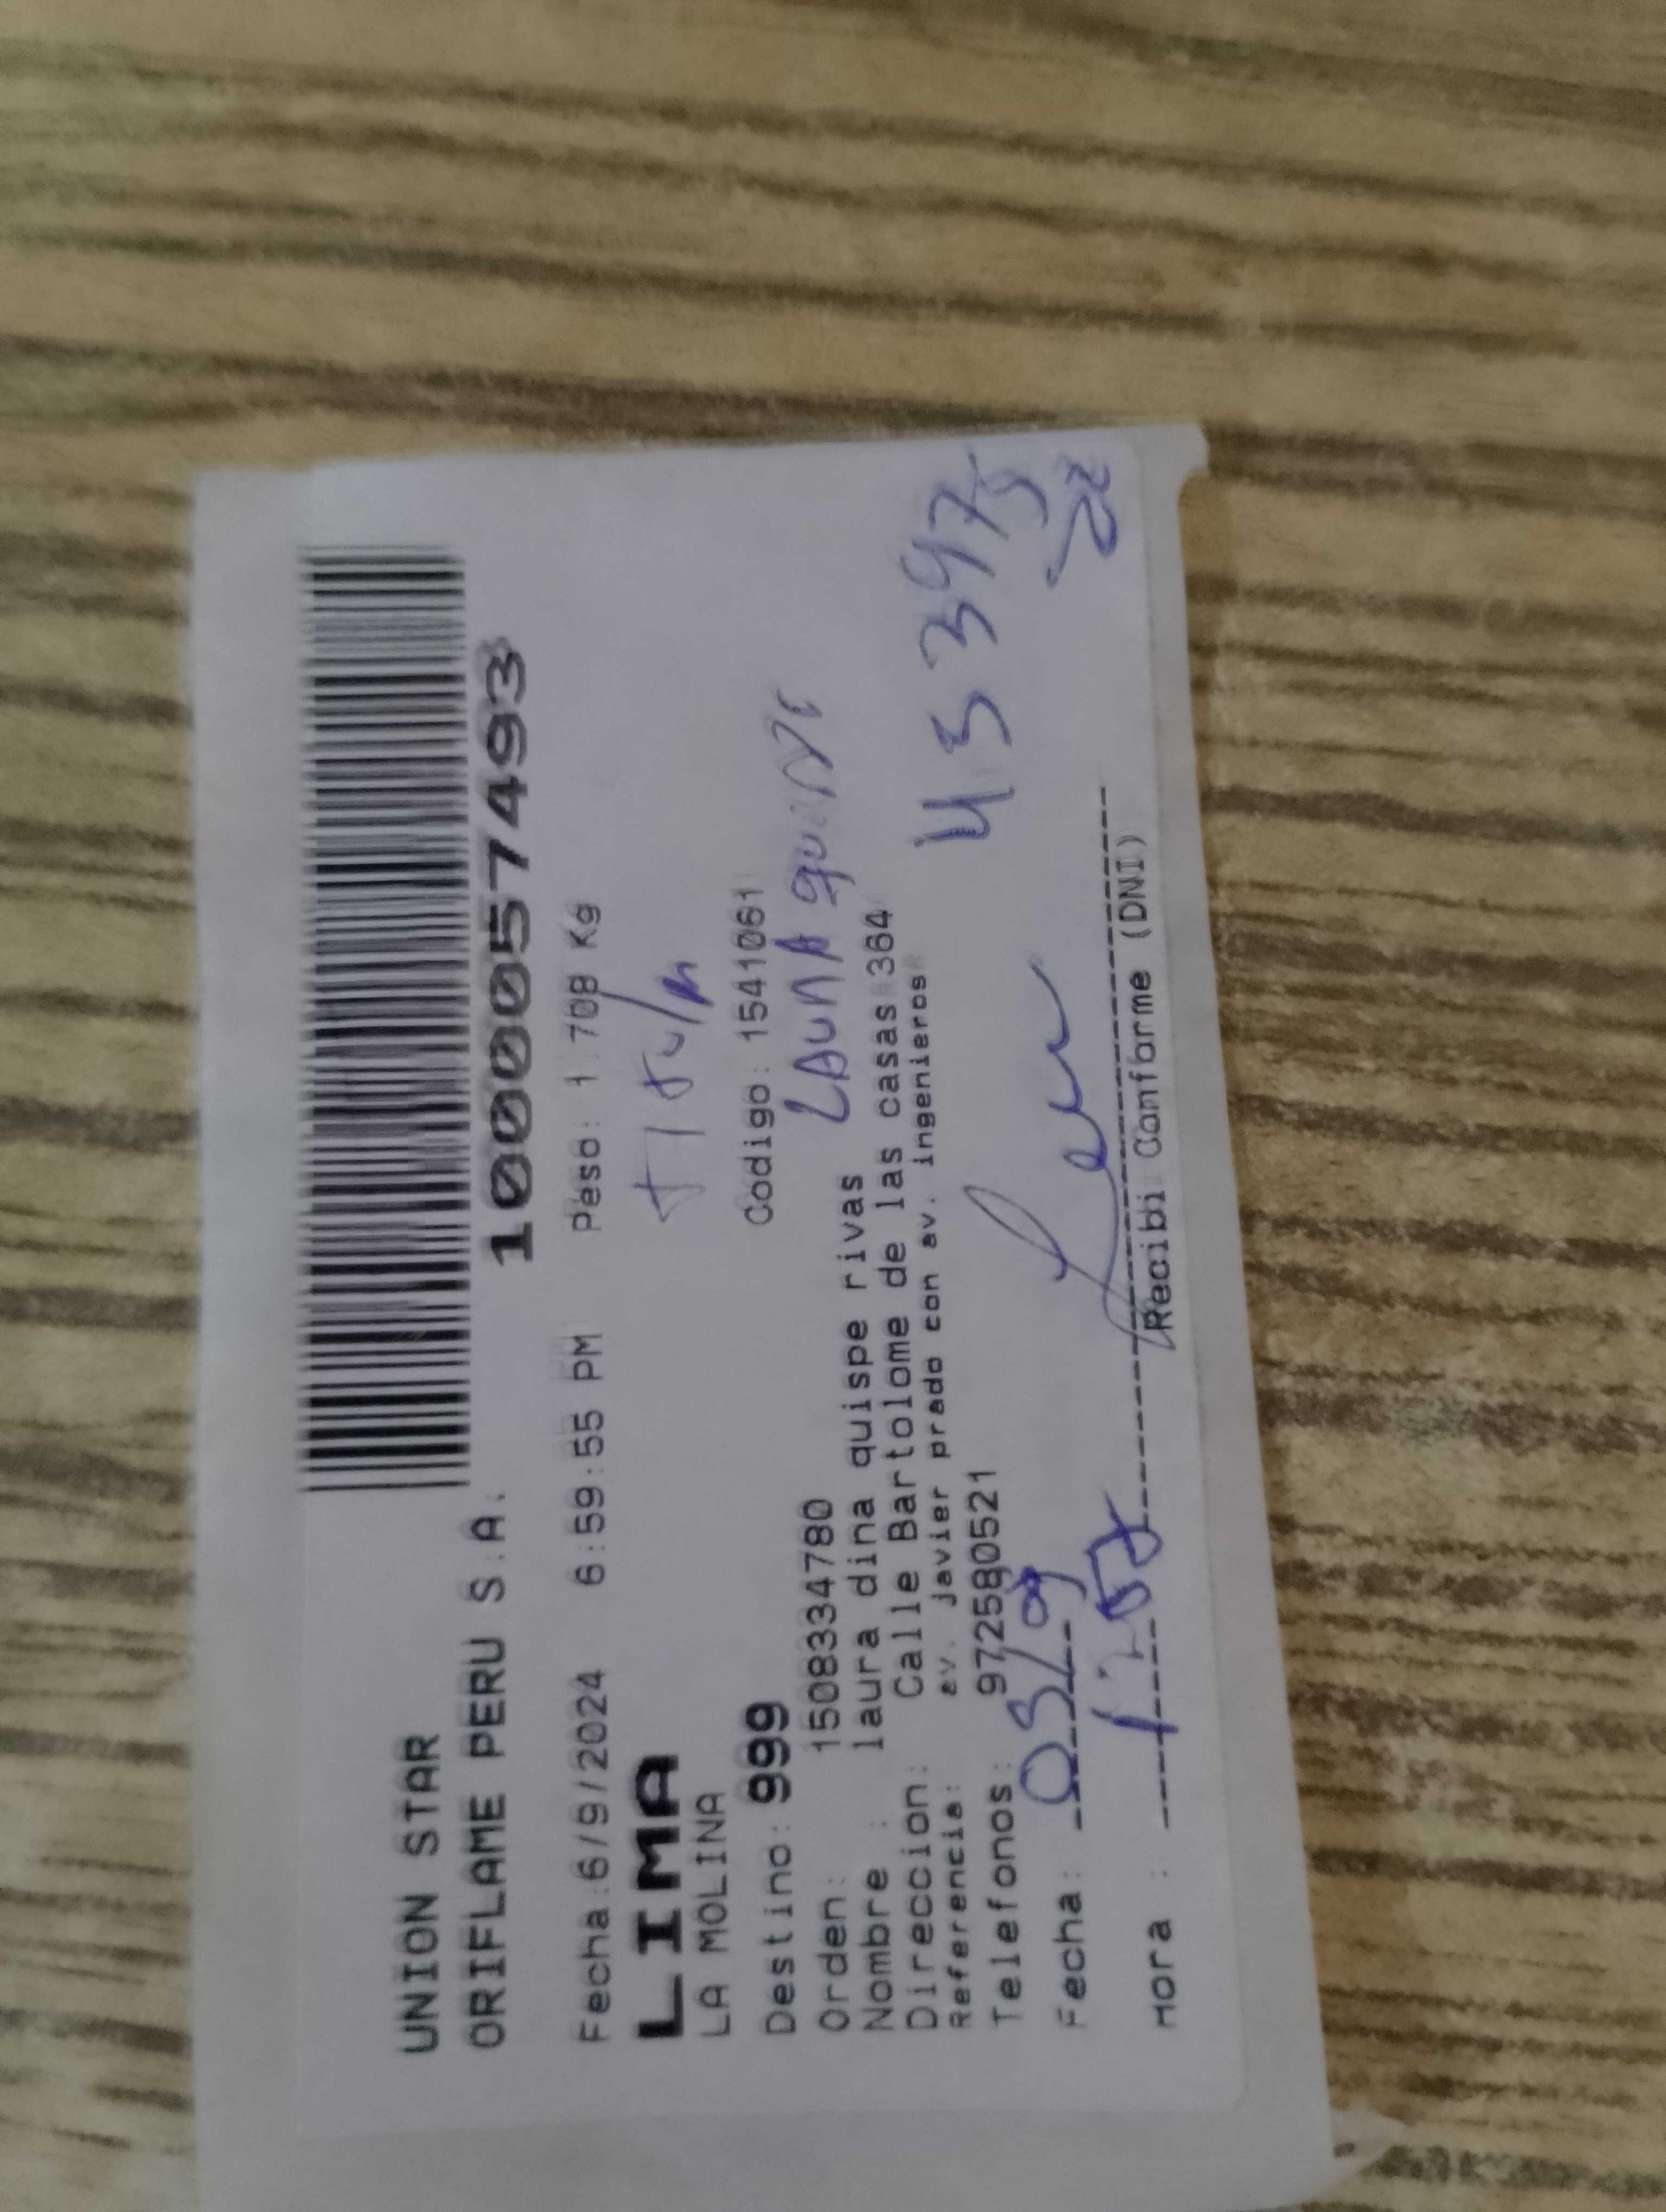 1000057493
UNION STAR
ORIFLAME PERU S.A.
Fecha:6/9/2024 6:59:55 PM Peso: 1.708 Kg
LIMA
LA MOLINA
Destino: 999 Codigo: 1541061
Orden: 1508334780
Nombre : laura dina quispe rivas
Direccion: Calle Bartolome de las casas 364
Referencia: av. javier prado con av. ingenieros
Telefonos: 972580521
Fecha:
Hora :
Recibi Conforme (DNI)